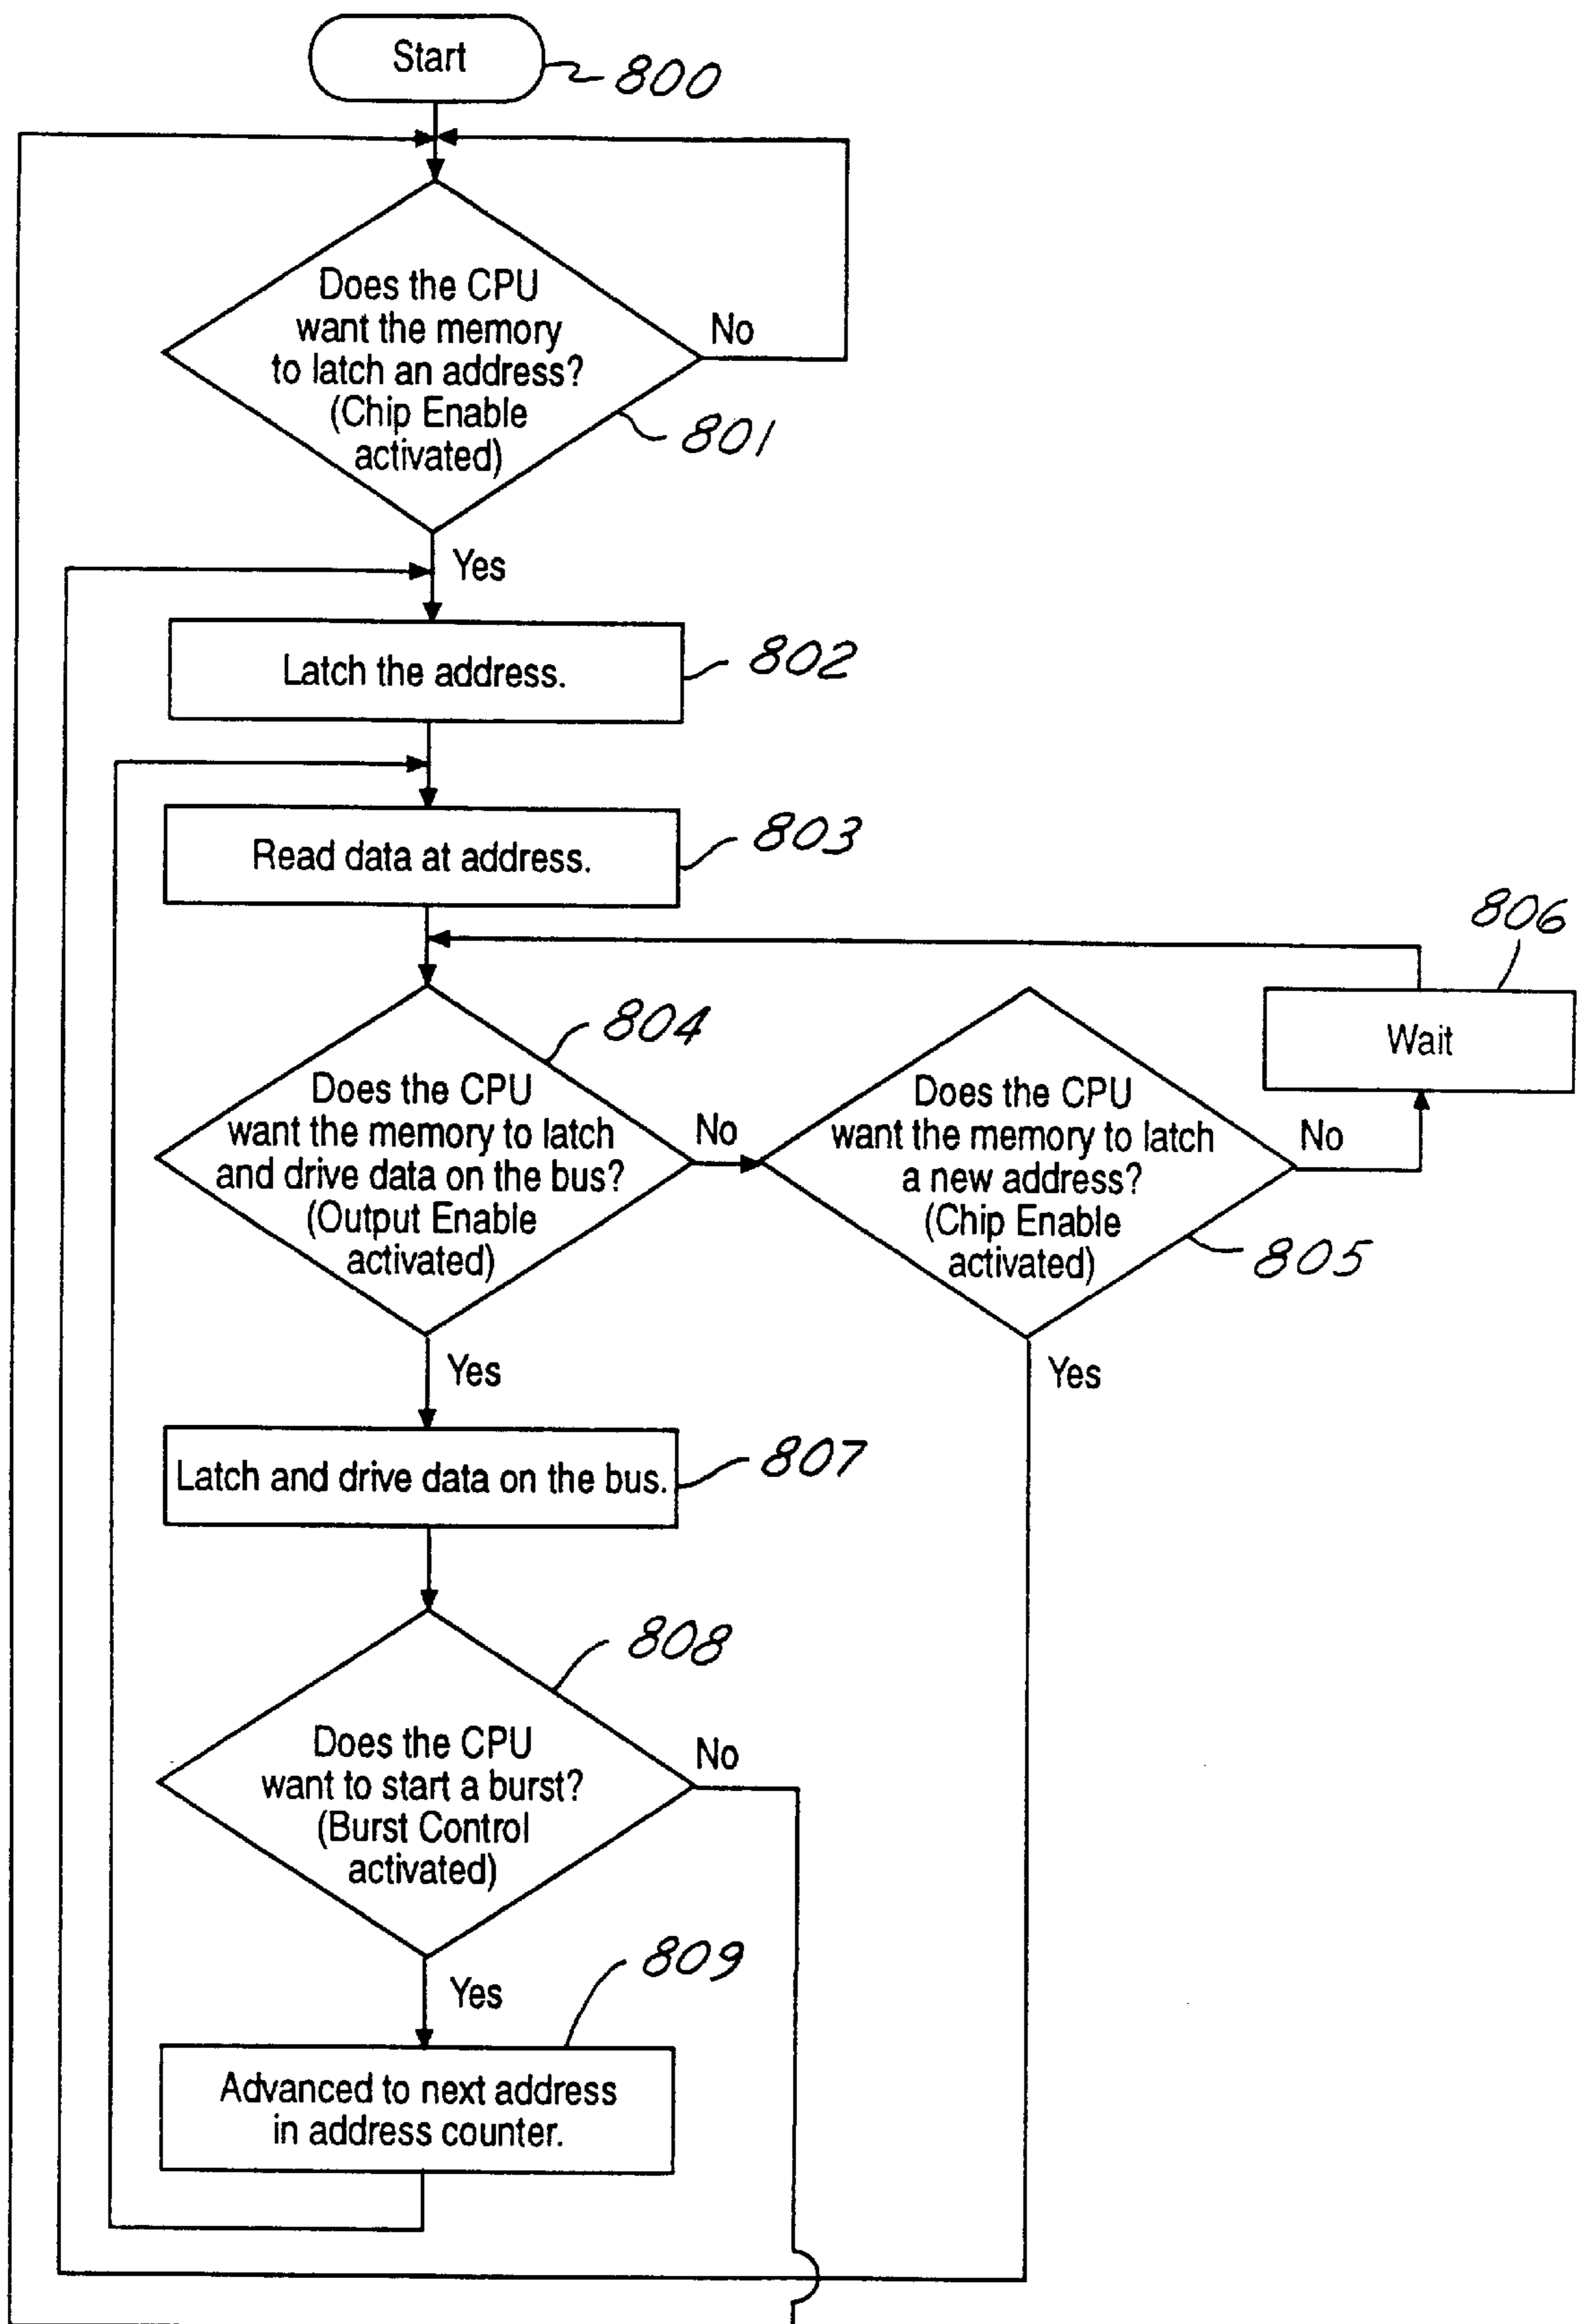 Start
800
Does the CPU
want the memory
to latch an address?
(Chip Enable
activated)
No
801
Yes
Latch the address.
802
Read data at address.
803
806
Wait
804
Does the CPU
want the memory to latch
and drive data on the bus?
(Output Enable
activated)
No
Does the CPU
want the memory to latch
a new address?
(Chip Enable
activated)
No
805
Yes
Yes
Latch and drive data on the bus.
807
808
Does the CPU
want to start a burst?
(Burst Control
activated)
No
809
Yes
Advanced to next address
in address counter.